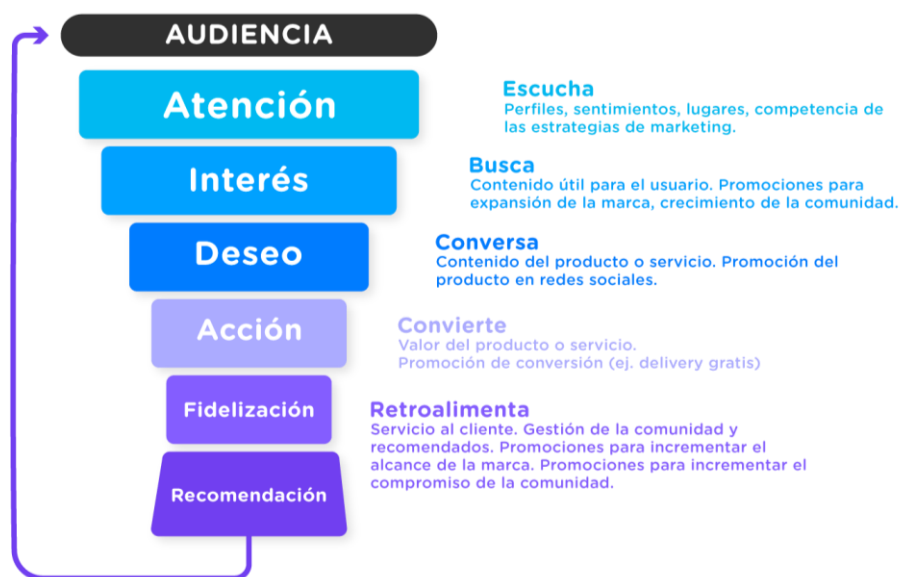 AUDIENCIA
Atención
Escucha
Perfiles, sentimientos, lugares, competencia de
las estrategias de marketing.
Interés
Busca
Contenido útil para el usuario. Promociones para
expansión de la marca, crecimiento de la comunidad.
Deseo
Conversa
Contenido del producto o servicio. Promoción del
producto en redes sociales.
Acción
Convierte
Valor del producto o servicio.
Promoción de conversión (ej. delivery gratis)
Fidelización
Retroalimenta
Servicio al cliente. Gestión de la comunidad y
recomendados. Promociones para incrementar el
alcance de la marca. Promociones para incrementar el
compromiso de la comunidad.
Recomendación